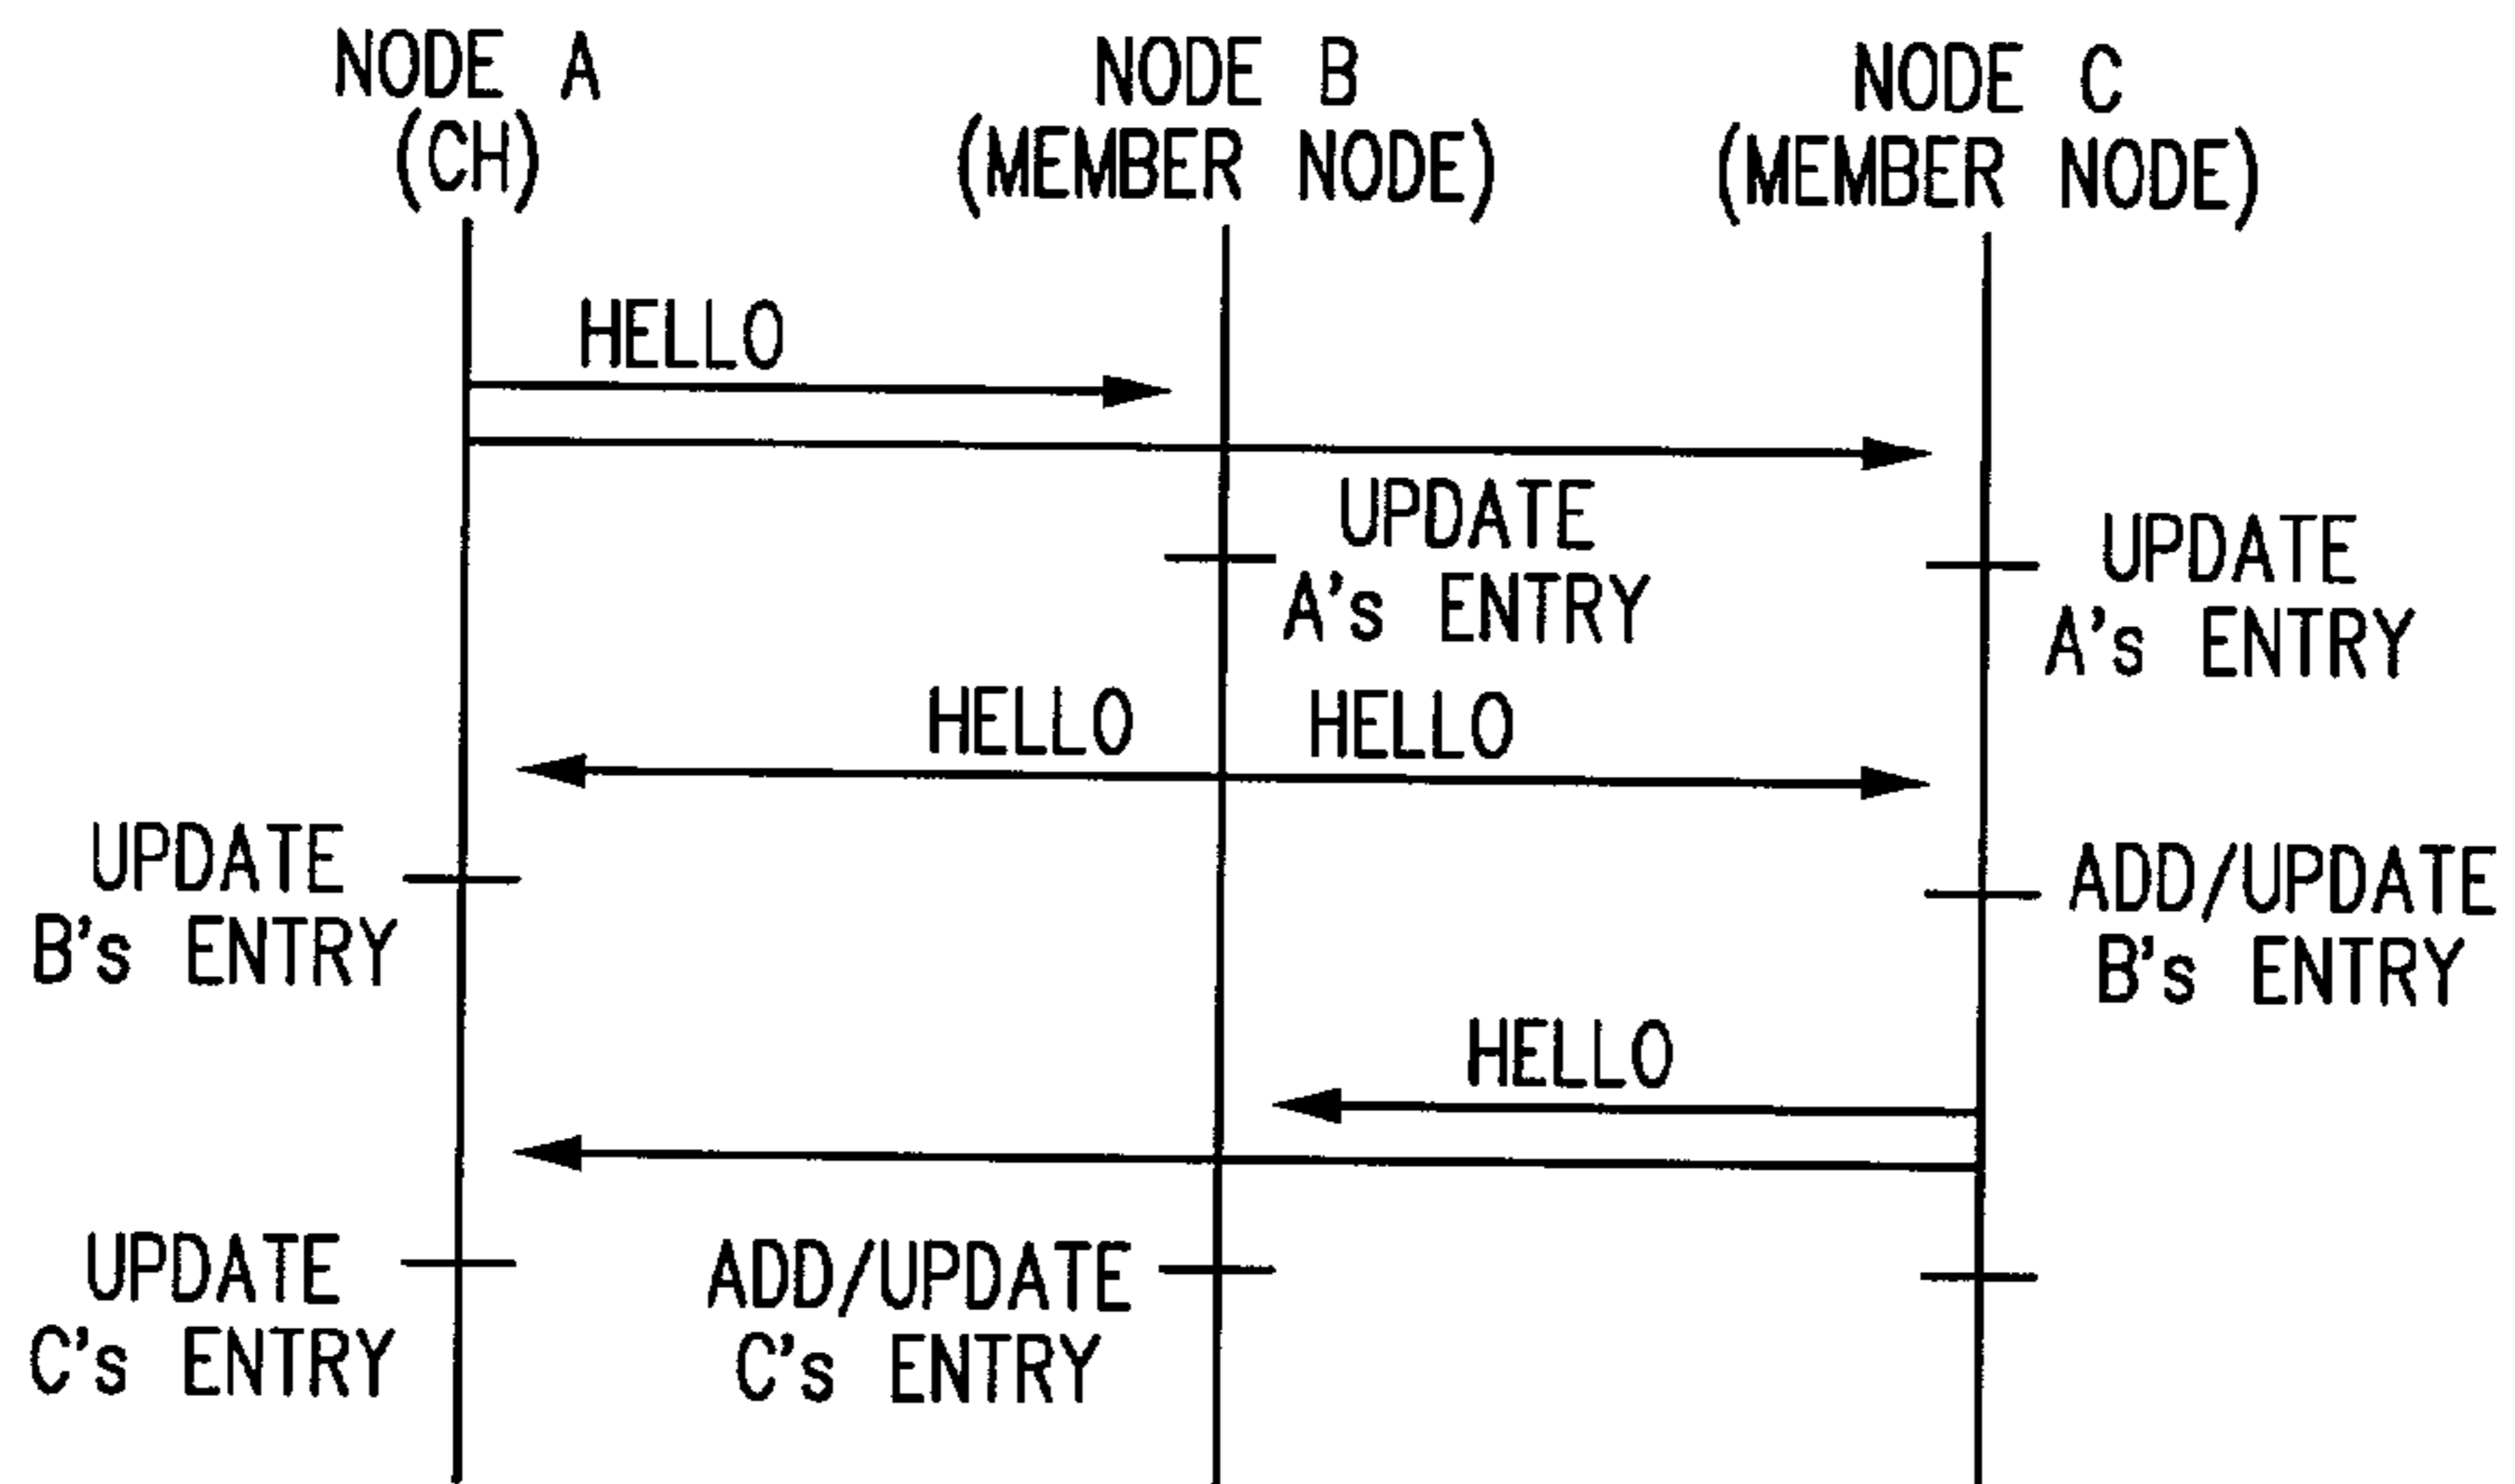 NODE A
(CH)
NODE B
(MEMBER NODE)
NODE C
(MEMBER NODE)
HELLO
UPDATE
A's ENTRY
UPDATE
A's ENTRY
HELLO
HELLO
UPDATE
B's ENTRY
ADD/UPDATE
B's ENTRY
HELLO
UPDATE
C's ENTRY
ADD/UPDATE
C's ENTRY